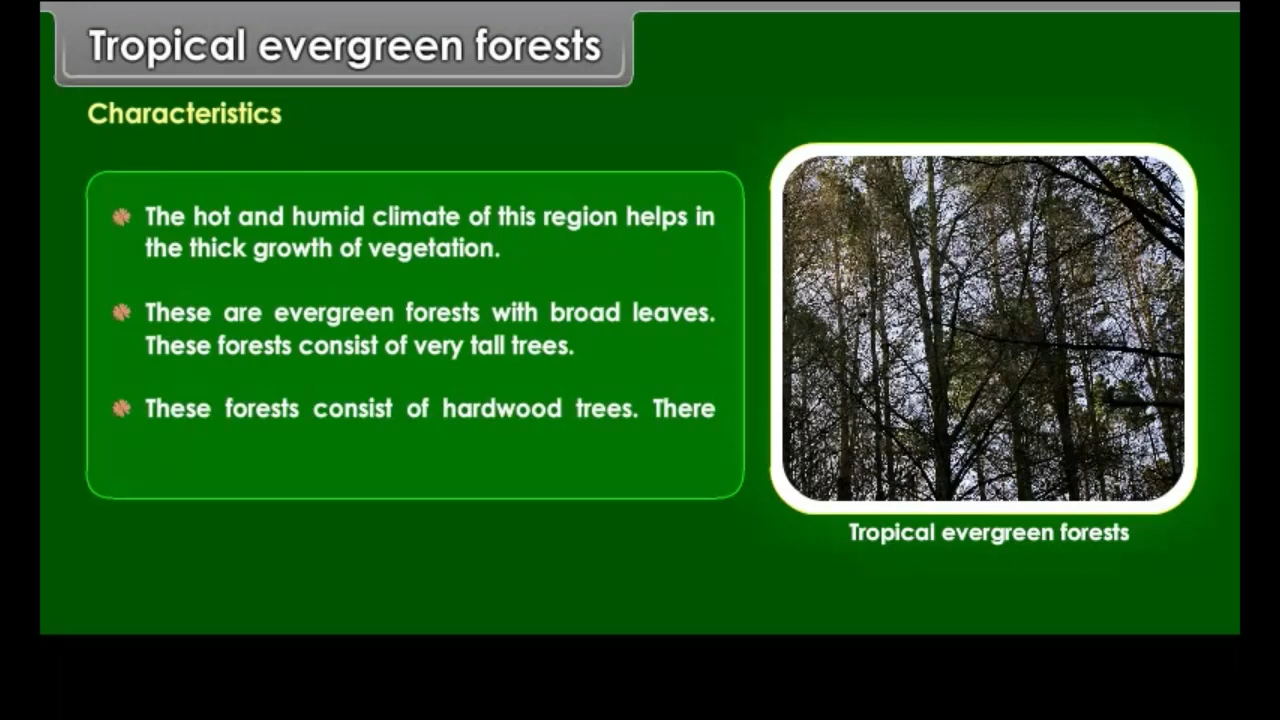 Tropical evergreen forests
Characteristics
The hot and humid climate of this region helps in
the thick growth of vegetation.
These are evergreen forests with broad leaves.
These forests consist of very tall trees.
These forests consist of hardwood trees. There
Tropical evergreen forests